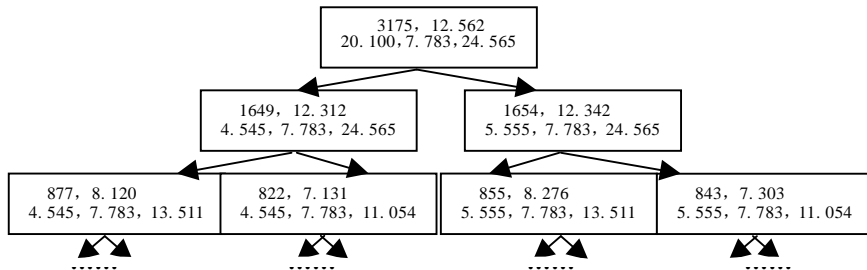 3175, 12.562
20.100, 7.783, 24.565
1649, 12.312
4.545, 7.783, 24.565
1654, 12.342
5.555, 7.783, 24.565
877, 8.120
4.545, 7.783, 13.511
822, 7.131
4.545, 7.783, 11.054
855, 8.276
5.555, 7.783, 13.511
843, 7.303
5.555, 7.783, 11.054
...... ...... ...... ......